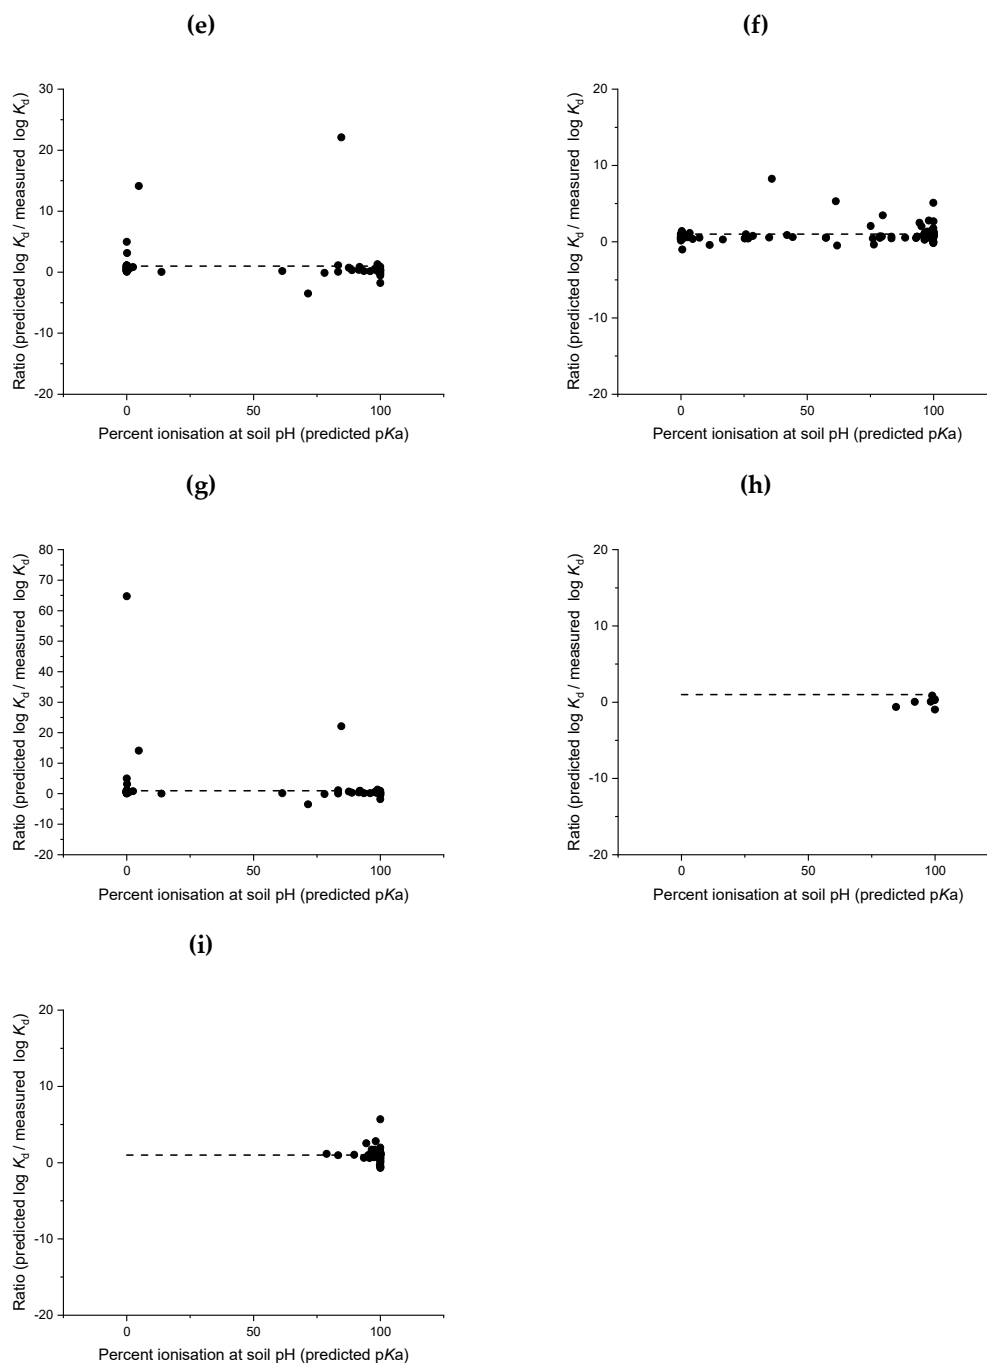 (e)
30
20
10
0
-10
-20
Ratio (predicted log Kd / measured log Kd)
0 50 100
Percent ionisation at soil pH (predicted pKa)
(f)
20
10
0
-10
-20
Ratio (predicted log Kd / measured log Kd)
0 50 100
Percent ionisation at soil pH (predicted pKa)
(g)
80
70
60
50
40
30
20
10
0
-10
-20
Ratio (predicted log Kd / measured log Kd)
0 50 100
Percent ionisation at soil pH (predicted pKa)
(h)
20
10
0
-10
-20
Ratio (predicted log Kd / measured log Kd)
0 50 100
Percent ionisation at soil pH (predicted pKa)
(i)
20
10
0
-10
-20
Ratio (predicted log Kd / measured log Kd)
0 50 100
Percent ionisation at soil pH (predicted pKa)